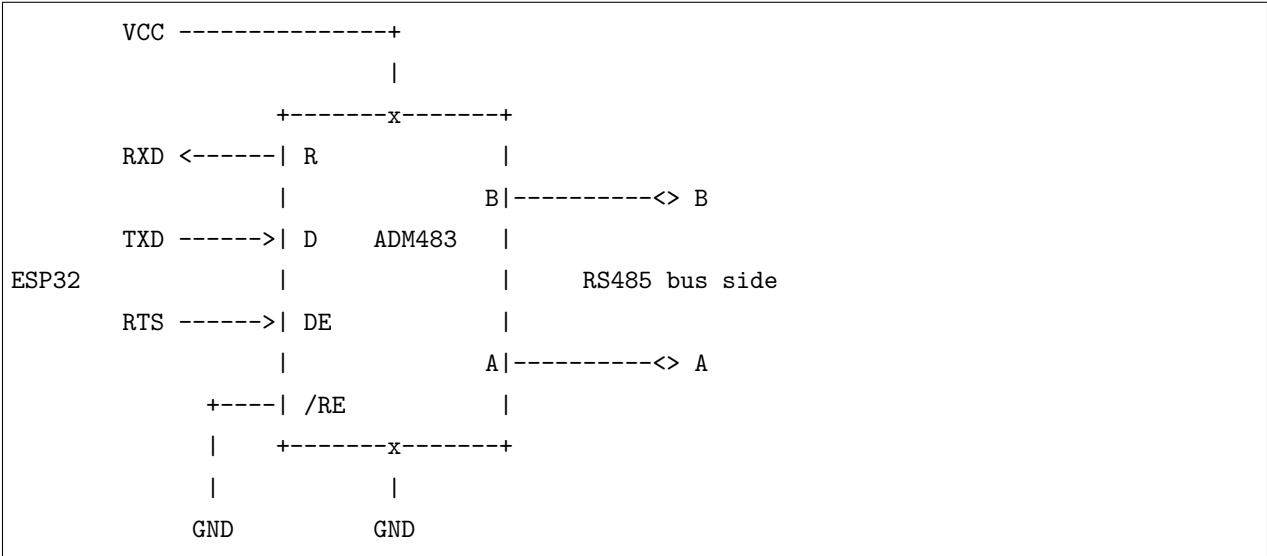 VCC ---------------+
|
+-------x-------+
RXD <------| R |
| B|----------<> B
TXD ------>| D ADM483 |
ESP32 | | RS485 bus side
RTS ------>| DE |
| A|----------<> A
+----| /RE |
| +-------x-------+
| |
GND GND